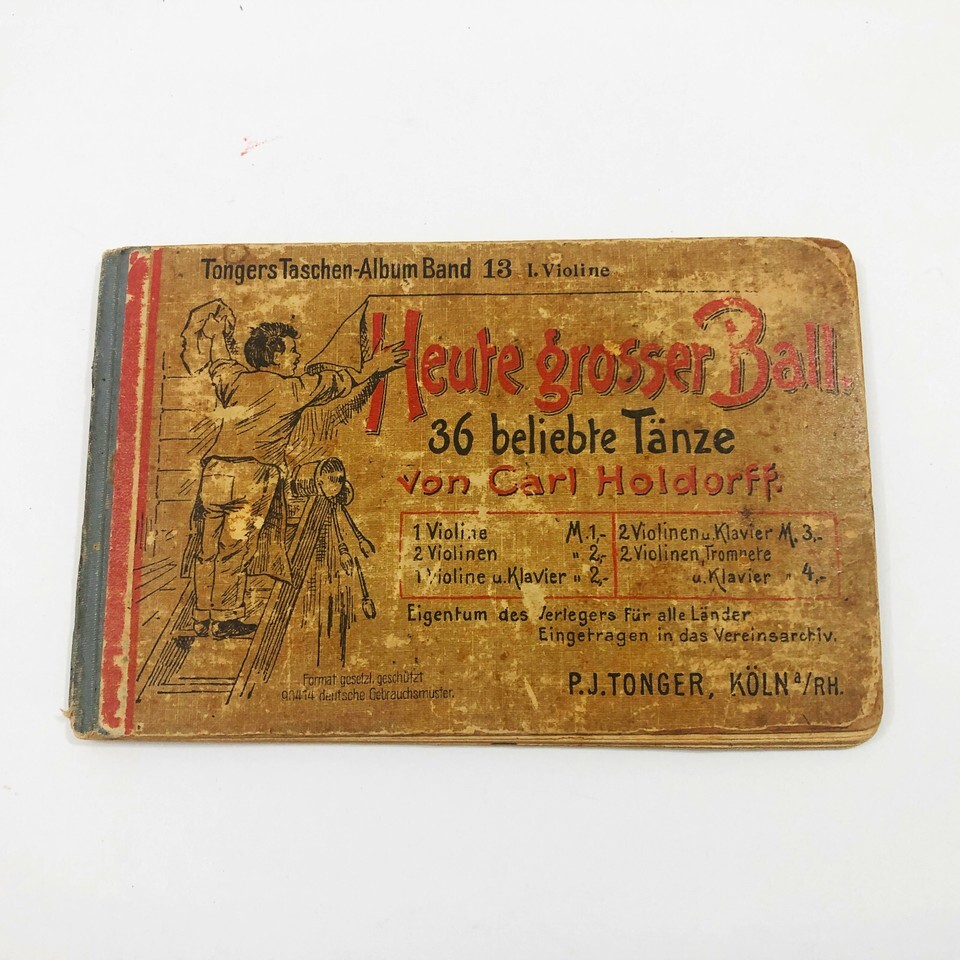 Tongers Taschen-Album Band 13 I. Violine
Heute grosser Ball.
36 beliebte Tänze
von Carl Holdorff.
1 Violine M. 1,-
2 Violinen " 2,-
1 Violine u. Klavier " 2,-
2 Violinen u. Klavier M. 3,-
2 Violinen, Trompete
u. Klavier " 4,-
Eigentum des Verlegers für alle Länder
Eingetragen in das Vereinsarchiv.
Format gesetzl. geschützt
deutsche Gebrauchsmuster.
P.J. TONGER, KÖLN a/RH.